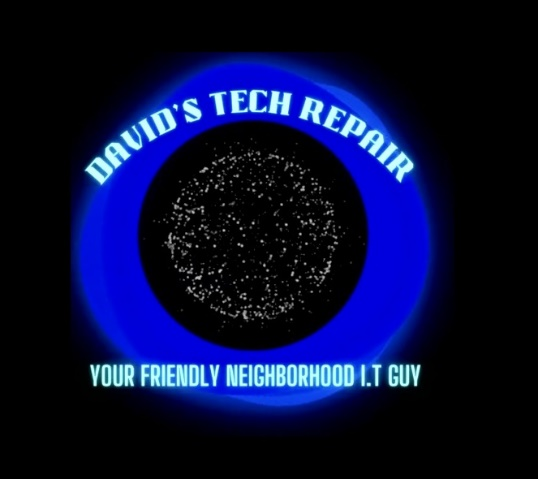 DAVID'S TECH REPAIR
YOUR FRIENDLY NEIGHBORHOOD I.T GUY